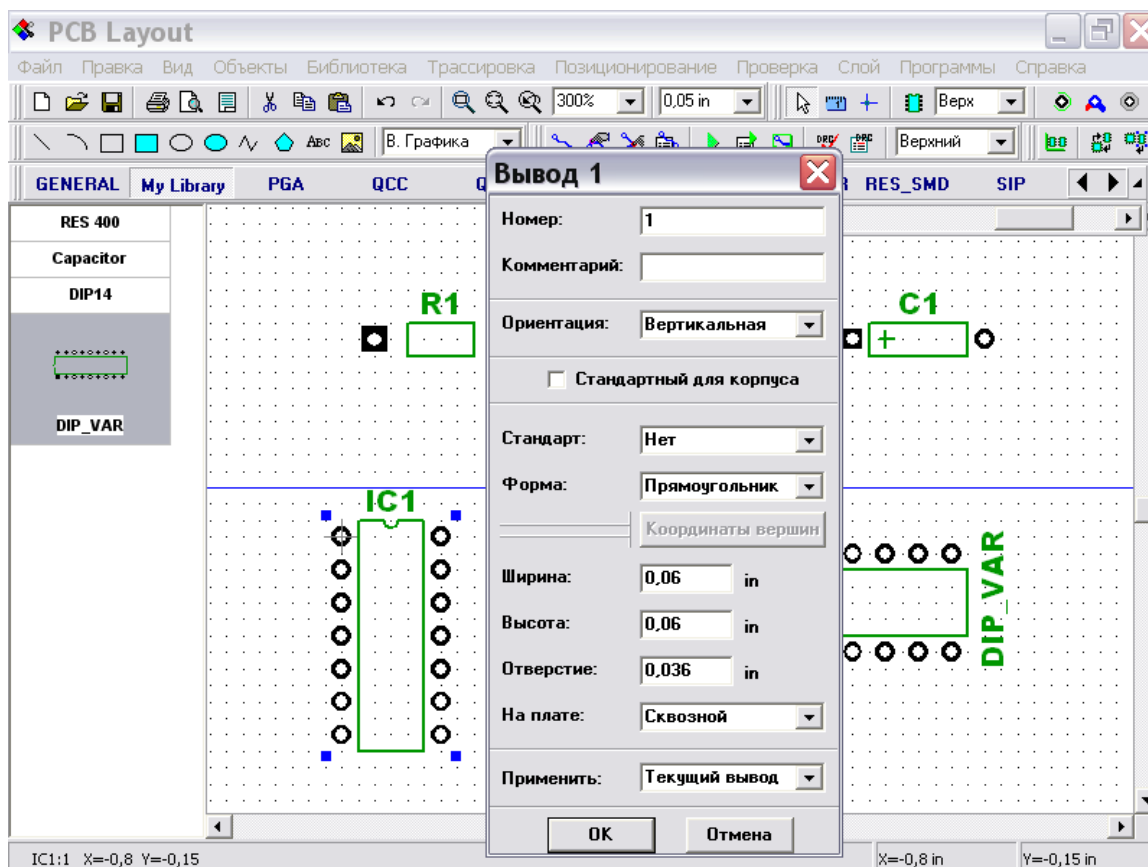 PCB Layout
Файл Правка Вид Объекты Библиотека Трассировка Позиционирование Проверка Слой Программы Справка
300% 0,05 in Верх
Abc В. Графика DRC DRC Верхний
GENERAL My Library PGA QCC R RES_SMD SIP
Вывод 1
RES 400
Capacitor
DIP14
DIP_VAR
R1
C1
IC1
DIP_VAR
Номер: 1
Комментарий:
Ориентация: Вертикальная
Стандартный для корпуса
Стандарт: Нет
Форма: Прямоугольник
Координаты вершин
Ширина: 0,06 in
Высота: 0,06 in
Отверстие: 0,036 in
На плате: Сквозной
Применить: Текущий вывод
OK Отмена
IC1:1 X=-0,8 Y=-0,15 X=-0,8 in Y=-0,15 in